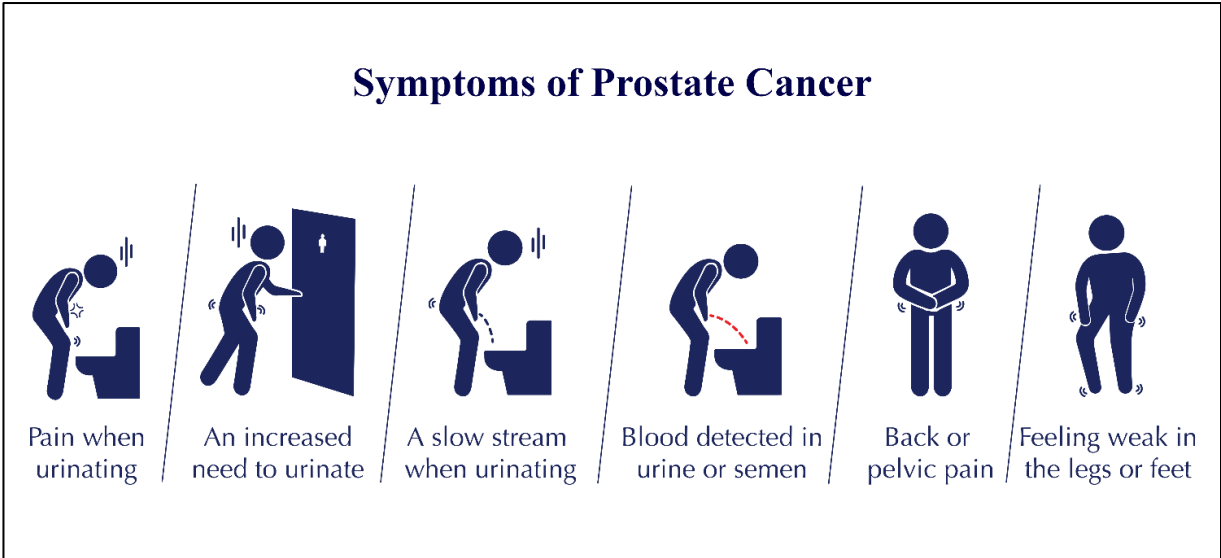 Symptoms of Prostate Cancer
Pain when
urinating
An increased
need to urinate
A slow stream
when urinating
Blood detected in
urine or semen
Back or
pelvic pain
Feeling weak in
the legs or feet